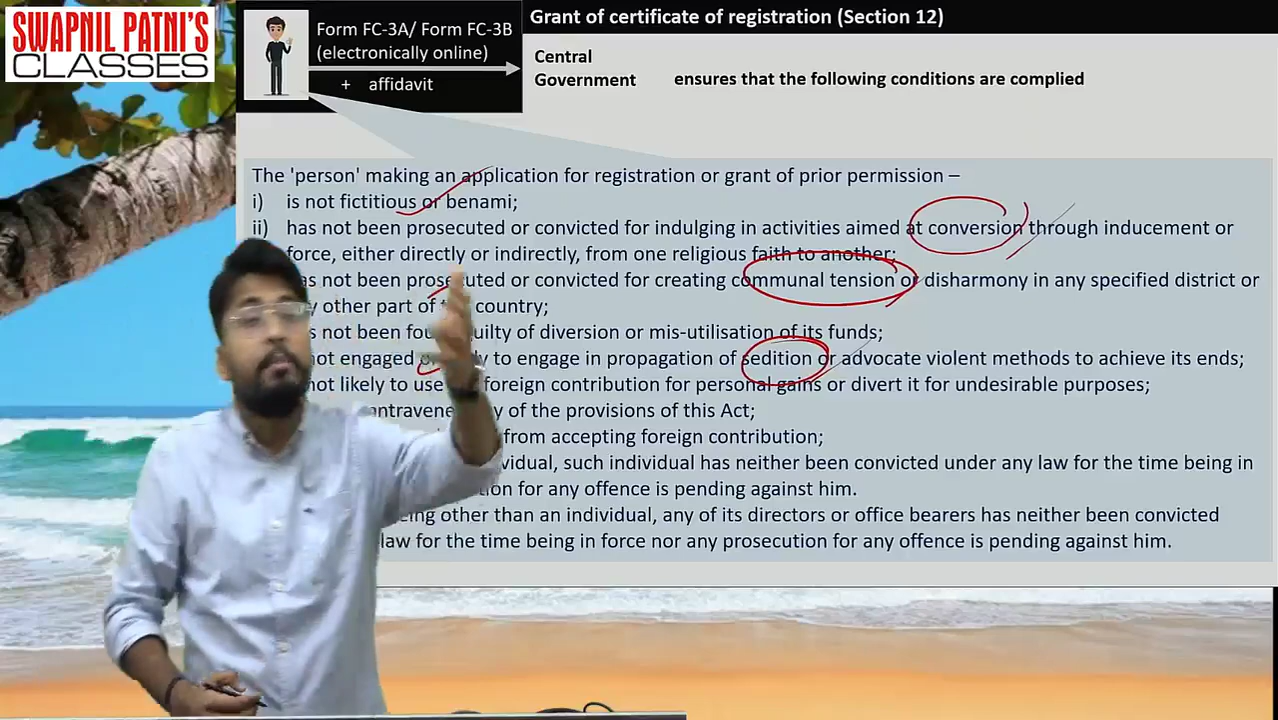 SWAPNIL PATNI'S
CLASSES
Form FC-3A/ Form FC-3B
(electronically online)
+ affidavit
Grant of certificate of registration (Section 12)
Central
Government
ensures that the following conditions are complied
The 'person' making an application for registration or grant of prior permission –
i) is not fictitious or benami;
ii) has not been prosecuted or convicted for indulging in activities aimed at conversion through inducement or
force, either directly or indirectly, from one religious faith to another;
not been prosecuted or convicted for creating communal tension or disharmony in any specified district or
other part of country;
not been guilty of diversion or mis-utilisation of its funds;
not engaged to engage in propagation of sedition or advocate violent methods to achieve its ends;
not likely to use foreign contribution for personal gains or divert it for undesirable purposes;
of the provisions of this Act;
from accepting foreign contribution;
such individual has neither been convicted under any law for the time being in
for any offence is pending against him.
other than an individual, any of its directors or office bearers has neither been convicted
law for the time being in force nor any prosecution for any offence is pending against him.